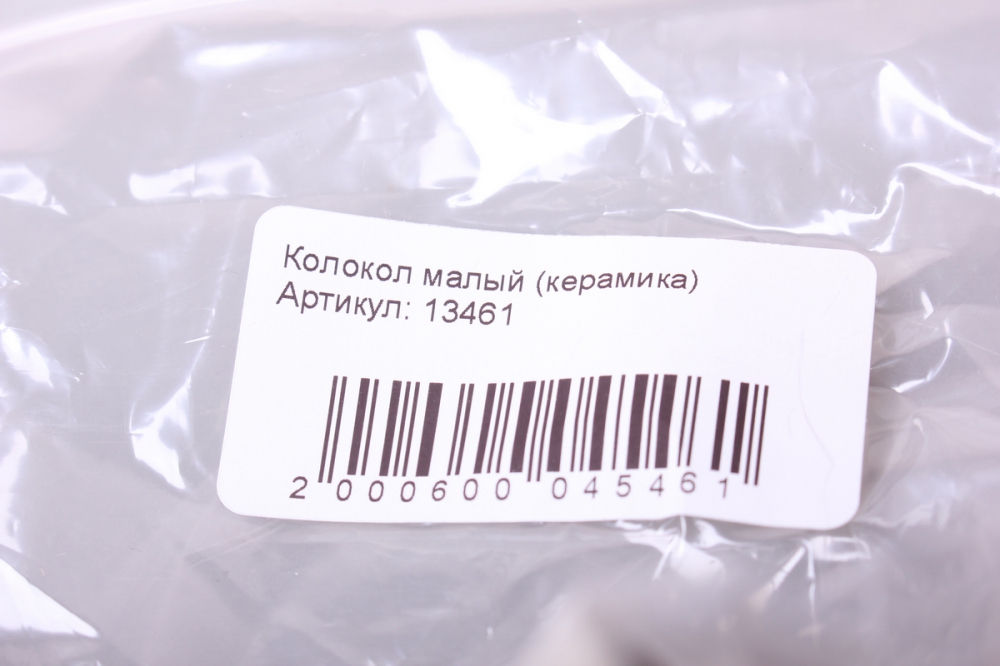 Колокол малый (керамика)
Артикул: 13461
2 000600 045461